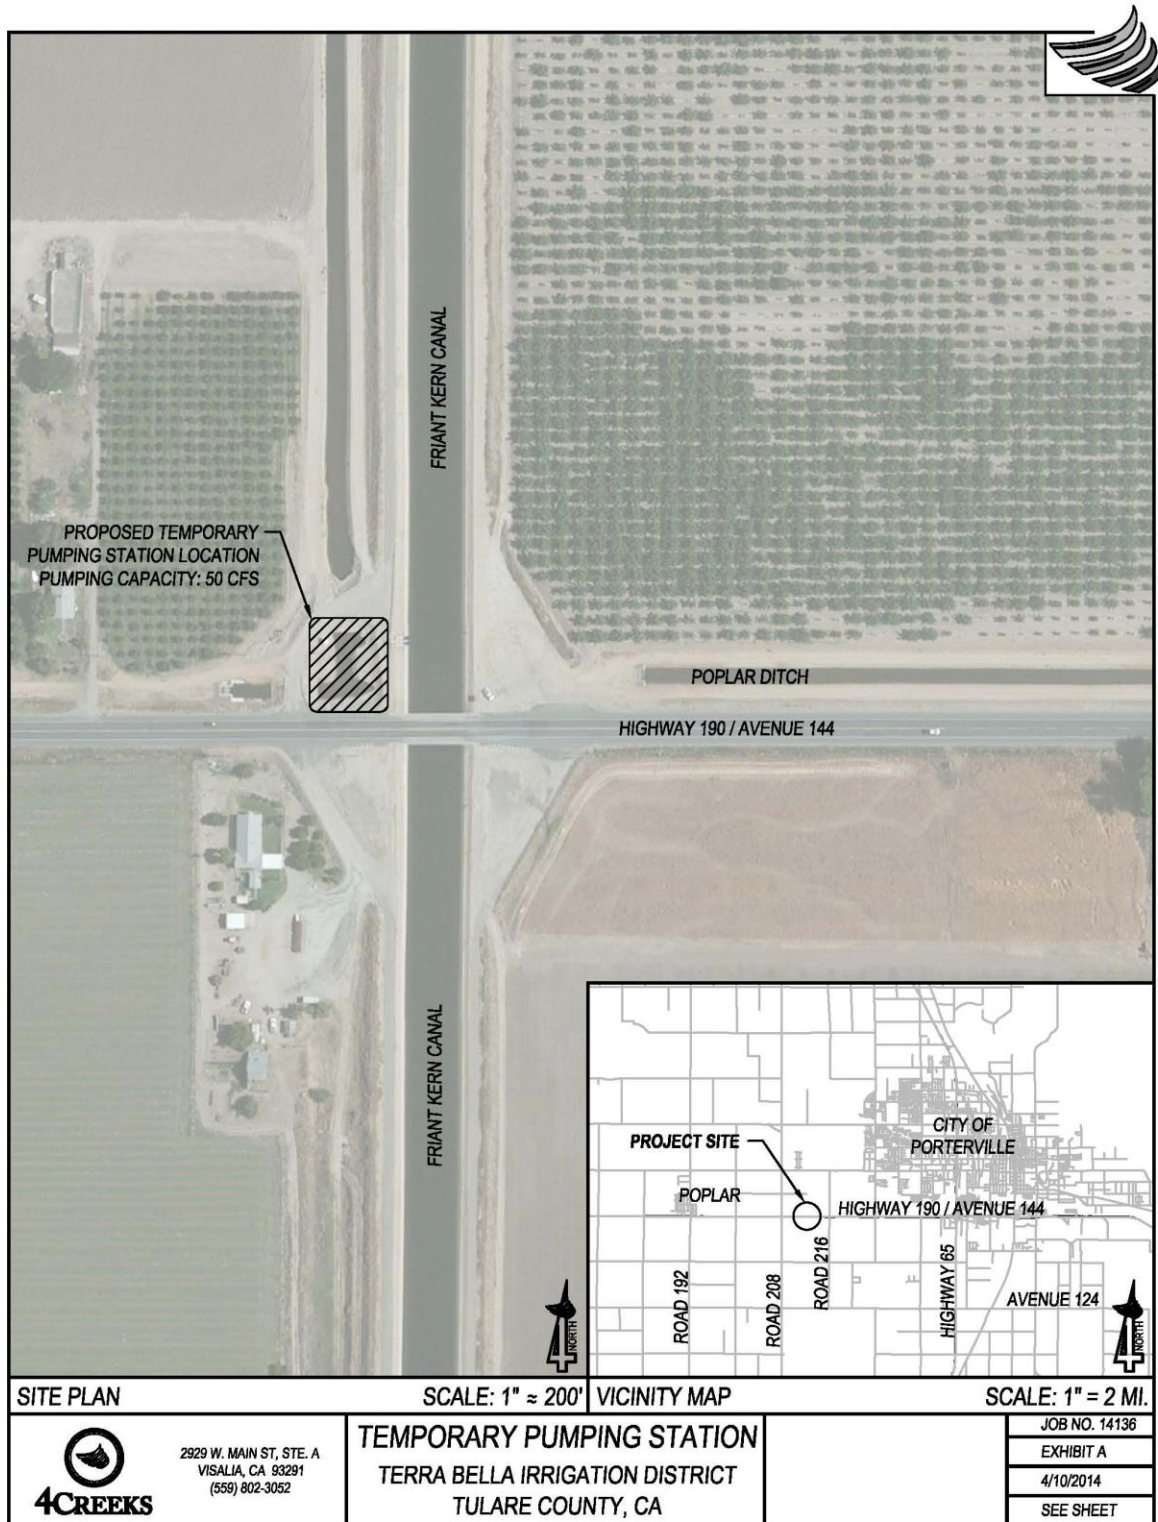 FRIANT KERN CANAL
PROPOSED TEMPORARY
PUMPING STATION LOCATION
PUMPING CAPACITY: 50 CFS
POPLAR DITCH
HIGHWAY 190 / AVENUE 144
FRIANT KERN CANAL
CITY OF
PORTERVILLE
PROJECT SITE
POPLAR
HIGHWAY 190 / AVENUE 144
ROAD 192
ROAD 208
ROAD 216
HIGHWAY 65
AVENUE 124
NORTH
NORTH
SITE PLAN
SCALE: 1" ≈ 200'
VICINITY MAP
SCALE: 1" = 2 MI.
4CREEKS
2929 W. MAIN ST, STE. A
VISALIA, CA 93291
(559) 802-3052
TEMPORARY PUMPING STATION
TERRA BELLA IRRIGATION DISTRICT
TULARE COUNTY, CA
JOB NO. 14136
EXHIBIT A
4/10/2014
SEE SHEET